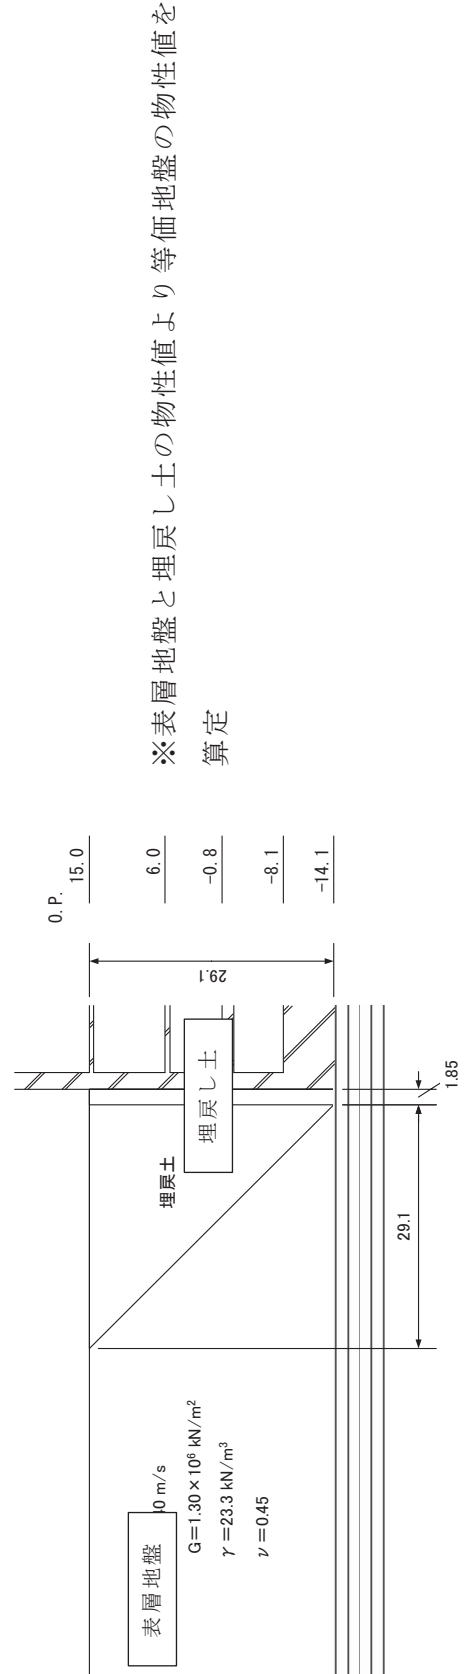 ※表層地盤と埋戻し土の物性値より等価地盤の物性値を
算定
O.P.
15.0
6.0
-0.8
-8.1
-14.1
29.1
埋戻し土
埋戻土
1.85
29.1
表層地盤
40 m/s
G=1.30×10⁶ kN/m²
γ=23.3 kN/m³
ν=0.45